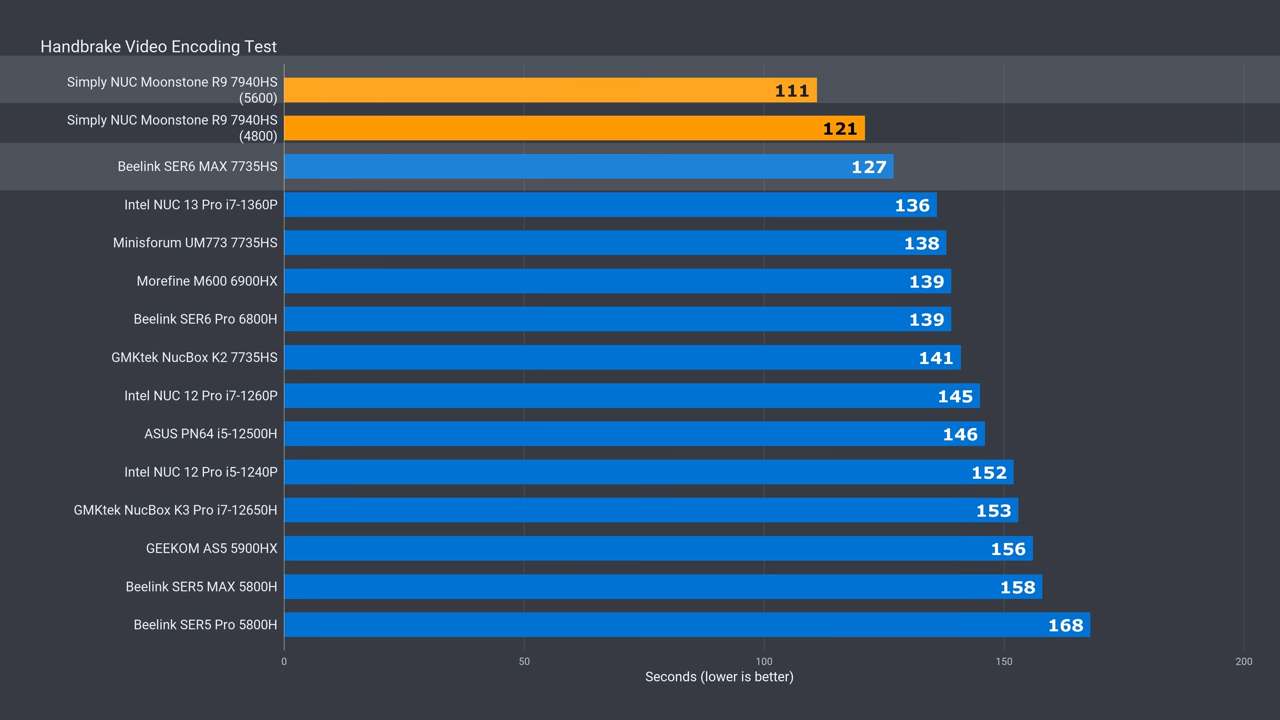 Handbrake Video Encoding Test
Simply NUC Moonstone R9 7940HS
(5600)
111
Simply NUC Moonstone R9 7940HS
(4800)
121
Beelink SER6 MAX 7735HS
127
Intel NUC 13 Pro i7-1360P
136
Minisforum UM773 7735HS
138
Morefine M600 6900HX
139
Beelink SER6 Pro 6800H
139
GMKtek NucBox K2 7735HS
141
Intel NUC 12 Pro i7-1260P
145
ASUS PN64 i5-12500H
146
Intel NUC 12 Pro i5-1240P
152
GMKtek NucBox K3 Pro i7-12650H
153
GEEKOM AS5 5900HX
156
Beelink SER5 MAX 5800H
158
Beelink SER5 Pro 5800H
168
0 50 100 150 200
Seconds (lower is better)